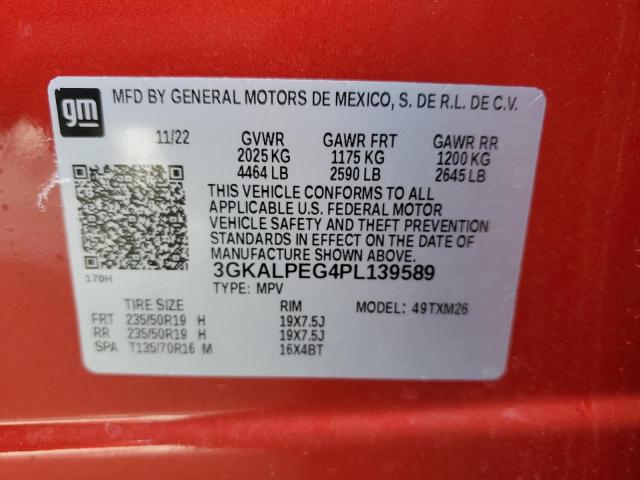 gm
MFD BY GENERAL MOTORS DE MEXICO, S. DE R.L. DE C.V.
11/22 GVWR GAWR FRT GAWR RR
2025 KG 1175 KG 1200 KG
4464 LB 2590 LB 2645 LB
THIS VEHICLE CONFORMS TO ALL
APPLICABLE U.S. FEDERAL MOTOR
VEHICLE SAFETY AND THEFT PREVENTION
STANDARDS IN EFFECT ON THE DATE OF
MANUFACTURE SHOWN ABOVE.
170H 3GKALPEG4PL139589
TYPE: MPV
TIRE SIZE RIM MODEL: 49TXM26
FRT 235/50R19 H 19X7.5J
RR 235/50R19 H 19X7.5J
SPA T135/70R16 M 16X4BT